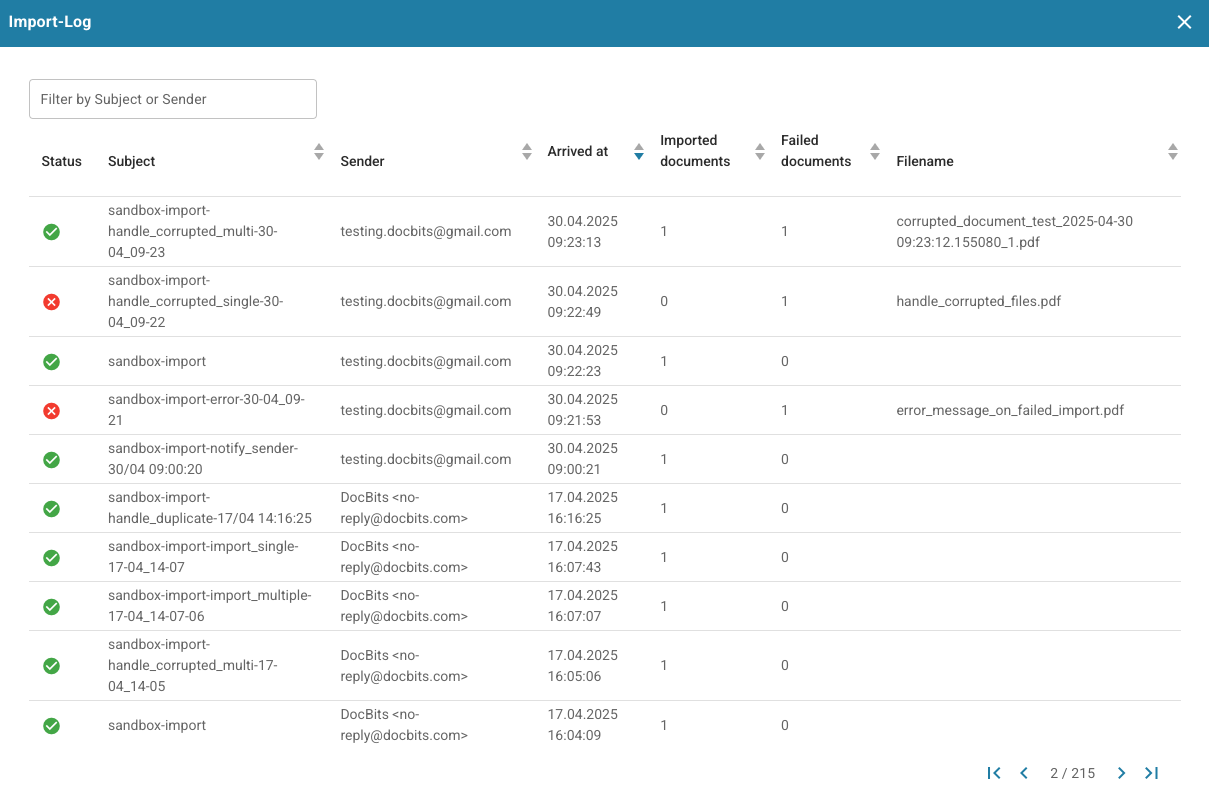 Import-Log
Filter by Subject or Sender
Status
Subject
Sender
Arrived at
Imported
documents
Failed
documents
Filename
sandbox-import-
handle_corrupted_multi-30-
04_09-23
testing.docbits@gmail.com
30.04.2025
09:23:13
1
1
corrupted_document_test_2025-04-30
09:23:12.155080_1.pdf
sandbox-import-
handle_corrupted_single-30-
04_09-22
testing.docbits@gmail.com
30.04.2025
09:22:49
0
1
handle_corrupted_files.pdf
sandbox-import
testing.docbits@gmail.com
30.04.2025
09:22:23
1
0
sandbox-import-error-30-04_09-
21
testing.docbits@gmail.com
30.04.2025
09:21:53
0
1
error_message_on_failed_import.pdf
sandbox-import-notify_sender-
30/04 09:00:20
testing.docbits@gmail.com
30.04.2025
09:00:21
1
0
sandbox-import-
handle_duplicate-17/04 14:16:25
DocBits <no-
reply@docbits.com>
17.04.2025
16:16:25
1
0
sandbox-import-import_single-
17-04_14-07
DocBits <no-
reply@docbits.com>
17.04.2025
16:07:43
1
0
sandbox-import-import_multiple-
17-04_14-07-06
DocBits <no-
reply@docbits.com>
17.04.2025
16:07:07
1
0
sandbox-import-
handle_corrupted_multi-17-
04_14-05
DocBits <no-
reply@docbits.com>
17.04.2025
16:05:06
1
0
sandbox-import
DocBits <no-
reply@docbits.com>
17.04.2025
16:04:09
1
0
2 / 215